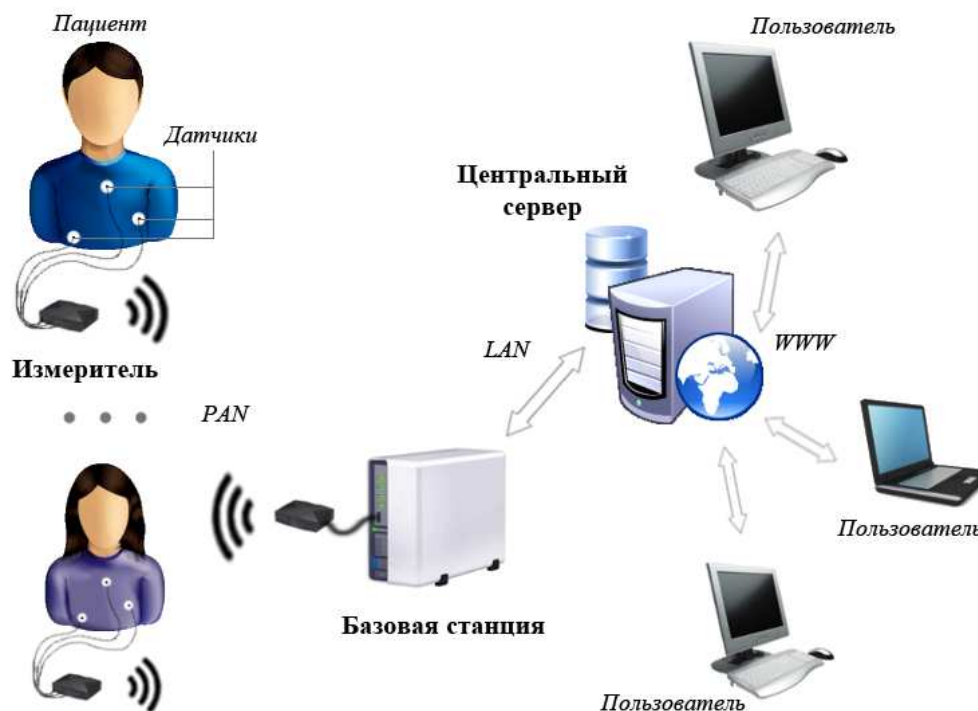 Пациент
Датчики
Измеритель
PAN
Базовая станция
LAN
Центральный
сервер
WWW
Пользователь
Пользователь
Пользователь